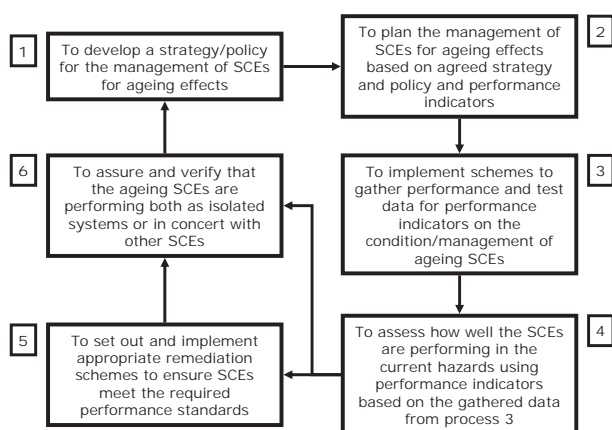 1
To develop a strategy/policy
for the management of SCEs
for ageing effects
2
To plan the management of
SCEs for ageing effects
based on agreed strategy
and policy and performance
indicators
3
To implement schemes to
gather performance and test
data for performance
indicators on the
condition/management of
ageing SCEs
4
To assess how well the SCEs
are performing in the
current hazards using
performance indicators
based on the gathered data
from process 3
5
To set out and implement
appropriate remediation
schemes to ensure SCEs
meet the required
performance standards
6
To assure and verify that
the ageing SCEs are
performing both as isolated
systems or in concert with
other SCEs